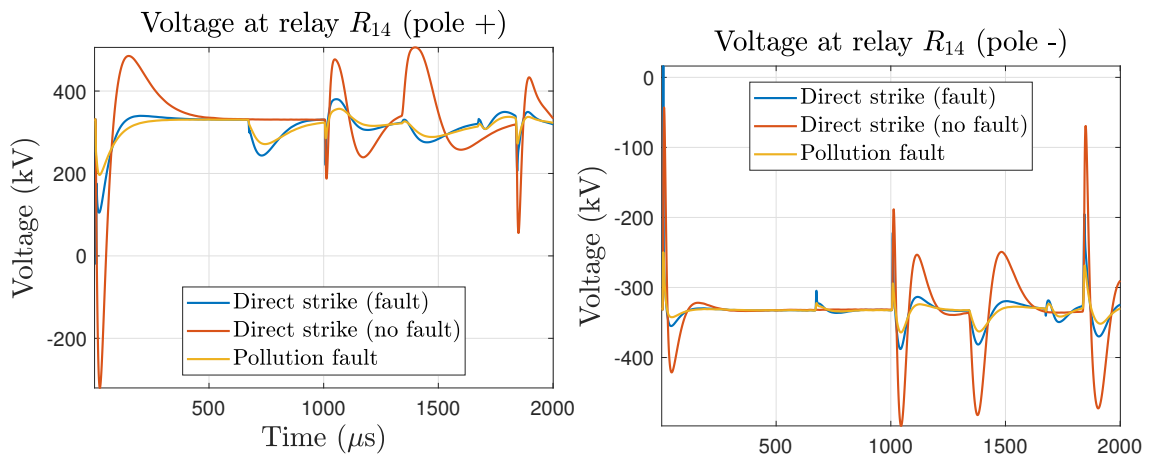 Voltage at relay R₁₄ (pole +)
Voltage (kV)
400
200
0
-200
500
1000
1500
2000
Time (μs)
Direct strike (fault)
Direct strike (no fault)
Pollution fault
Voltage at relay R₁₄ (pole -)
Voltage (kV)
0
-100
-200
-300
-400
500
1000
1500
2000
Direct strike (fault)
Direct strike (no fault)
Pollution fault